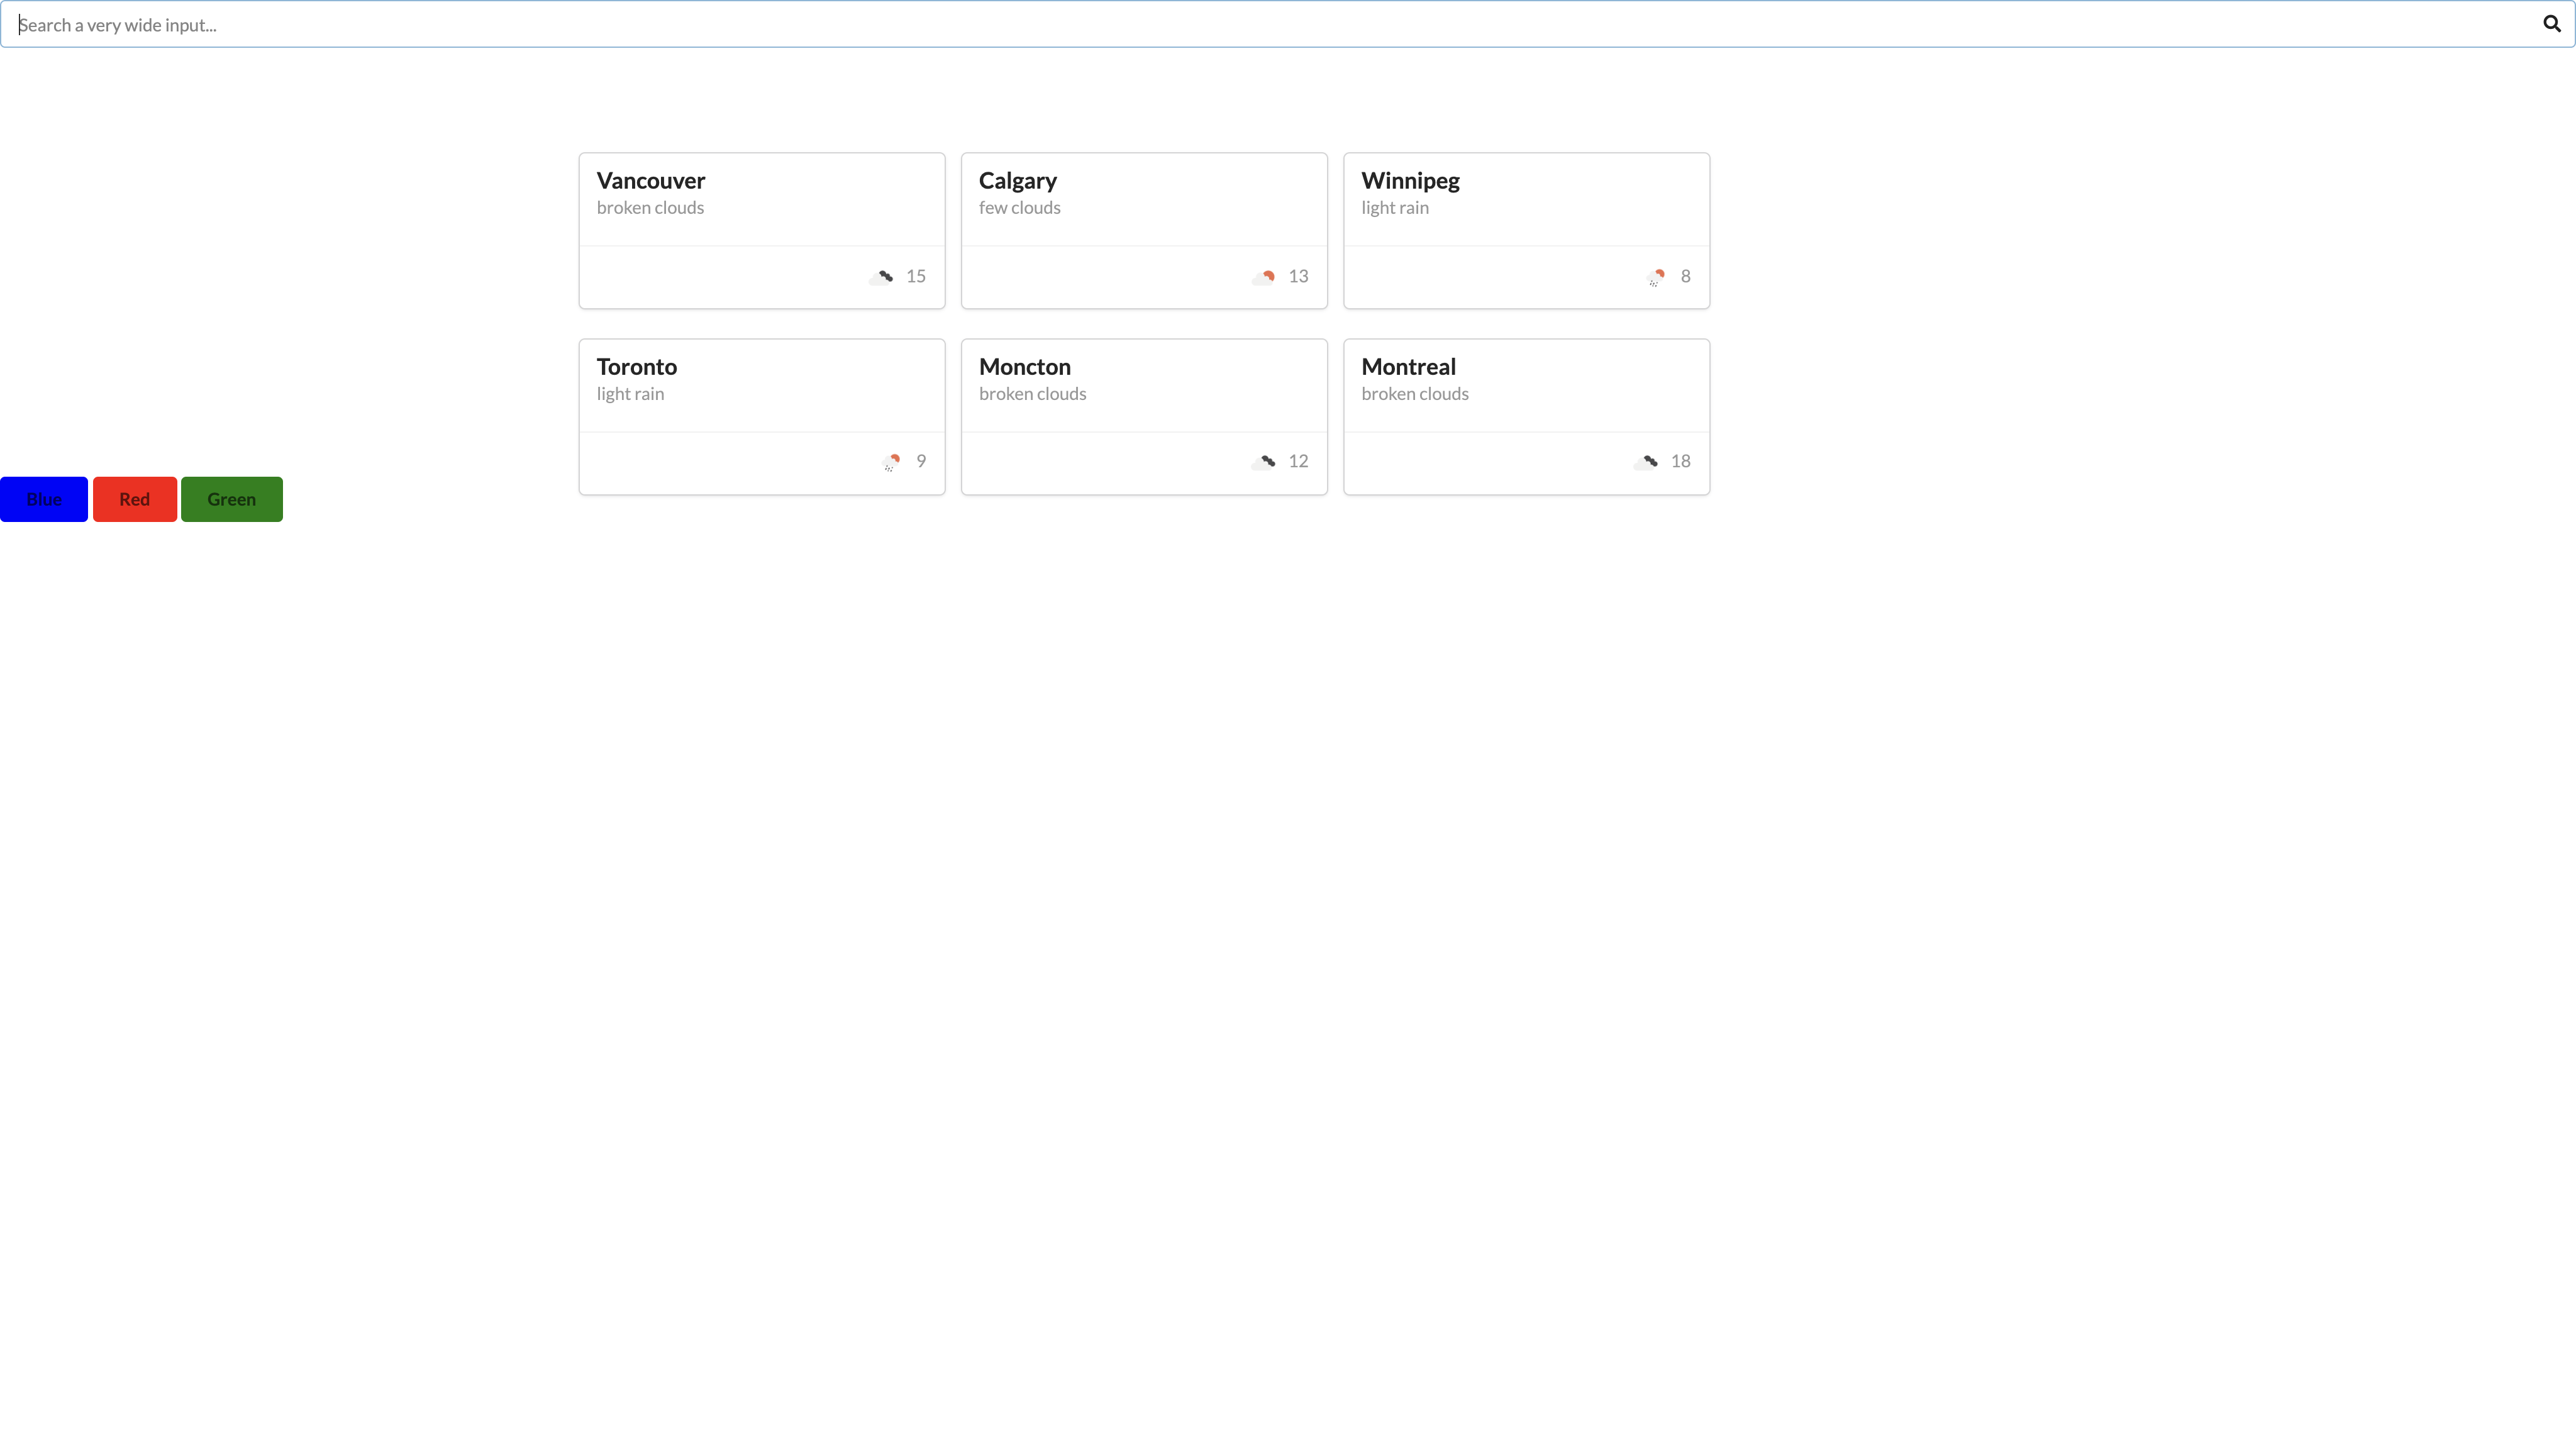 Search a very wide input...
Vancouver
broken clouds
15
Calgary
few clouds
13
Winnipeg
light rain
8
Toronto
light rain
9
Moncton
broken clouds
12
Montreal
broken clouds
18
Blue
Red
Green